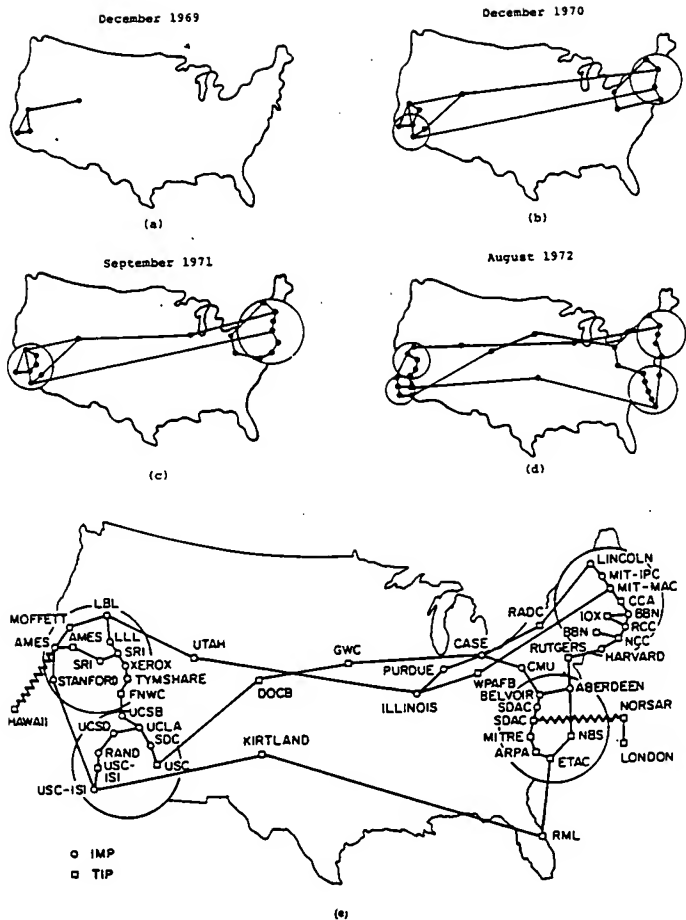 December 1969
December 1970
(a)
(b)
September 1971
August 1972
(c)
(d)
LINCOLN
MIT-IPC
MIT-MAC
CCA
BBN
RCC
NCC
HARVARD
IOX
BBN
RUTGERS
RADC
CASE
CMU
PURDUE
WPAFB
ILLINOIS
GWC
DOCB
UTAH
LBL
MOFFETT
AMES
AMES
LLL
SRI
SRI
XEROX
TYMSHARE
STANFORD
FNWC
HAWAII
UCSB
UCSD
UCLA
SDC
RAND
USC-
ISI
USC
USC-ISI
KIRTLAND
BELVOIR
ABERDEEN
SDAC
SDAC
NORSAR
MITRE
NBS
ARPA
ETAC
LONDON
RML
IMP
TIP
(e)